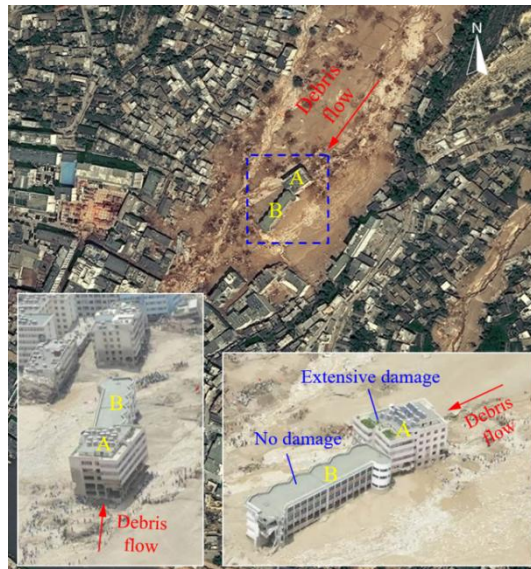 N
Debris
flow
A
B
B
A
Debris
flow
Extensive damage
A
Debris
flow
No damage
B